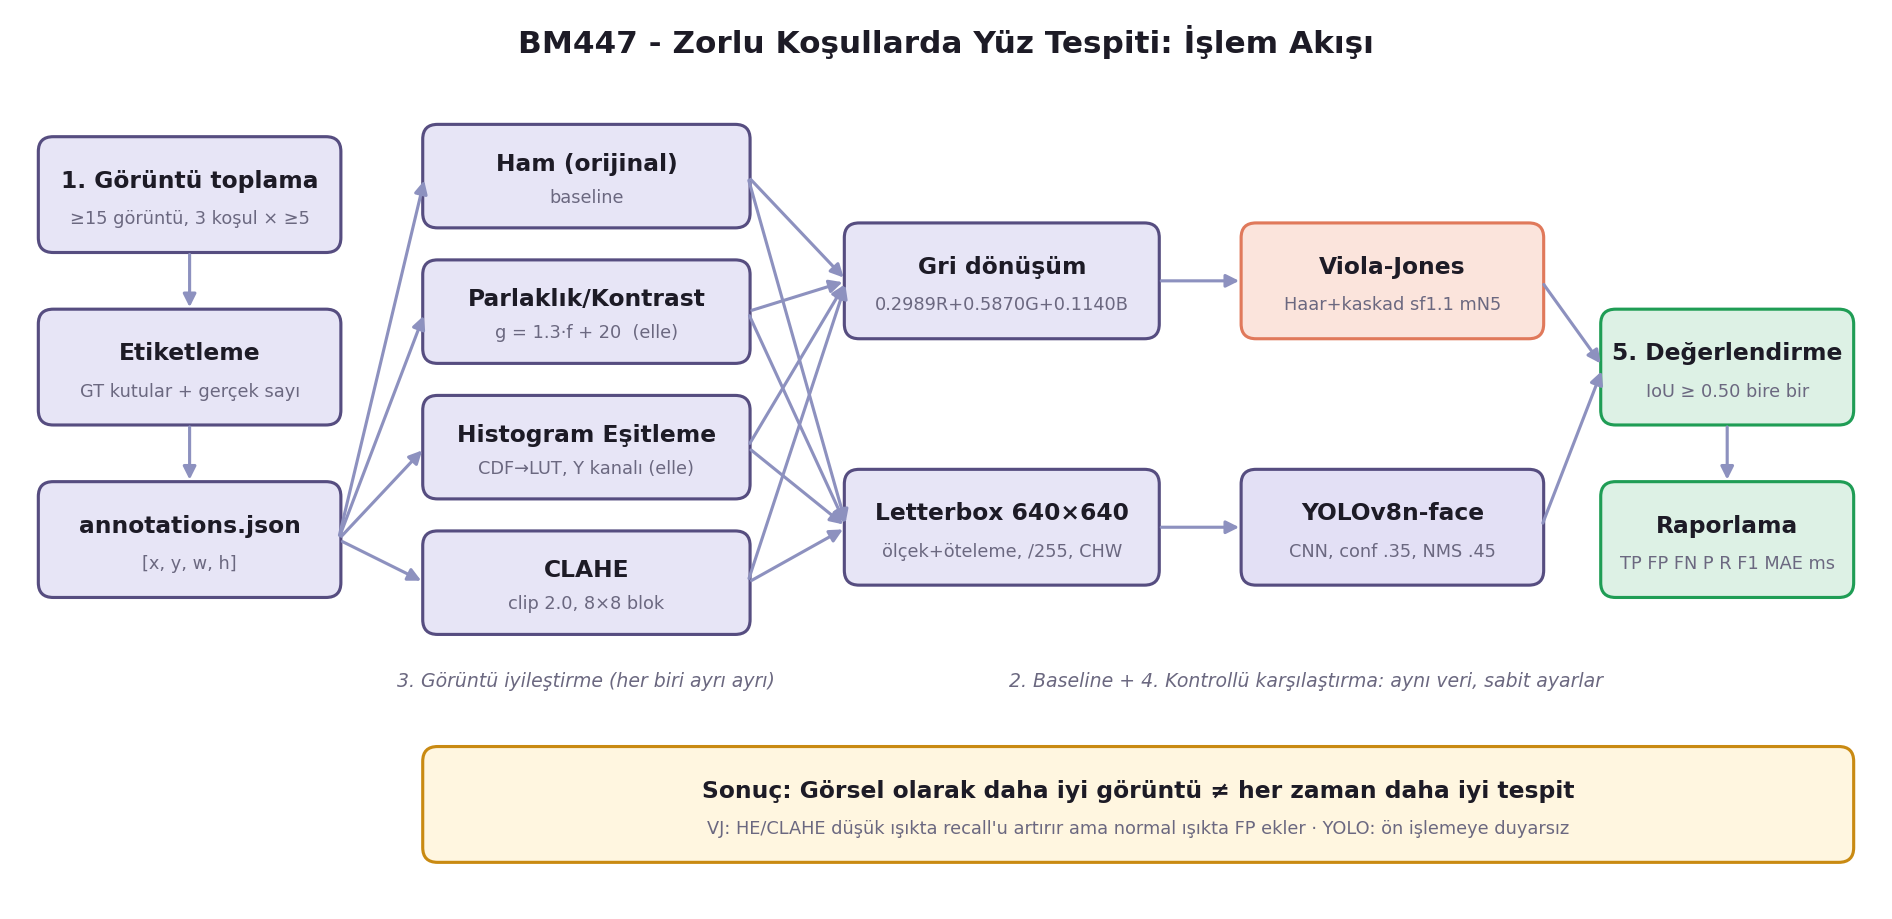 BM447 - Zorlu Koşullarda Yüz Tespiti: İşlem Akışı
1. Görüntü toplama
≥15 görüntü, 3 koşul × ≥5
Etiketleme
GT kutular + gerçek sayı
annotations.json
[x, y, w, h]
Ham (orijinal)
baseline
Parlaklık/Kontrast
g = 1.3·f + 20  (elle)
Histogram Eşitleme
CDF→LUT, Y kanalı (elle)
CLAHE
clip 2.0, 8×8 blok
3. Görüntü iyileştirme (her biri ayrı ayrı)
Gri dönüşüm
0.2989R+0.5870G+0.1140B
Letterbox 640×640
ölçek+öteleme, /255, CHW
Viola-Jones
Haar+kaskad sf1.1 mN5
YOLOv8n-face
CNN, conf .35, NMS .45
2. Baseline + 4. Kontrollü karşılaştırma: aynı veri, sabit ayarlar
5. Değerlendirme
IoU ≥ 0.50 bire bir
Raporlama
TP FP FN P R F1 MAE ms
Sonuç: Görsel olarak daha iyi görüntü ≠ her zaman daha iyi tespit
VJ: HE/CLAHE düşük ışıkta recall'u artırır ama normal ışıkta FP ekler · YOLO: ön işlemeye duyarsız